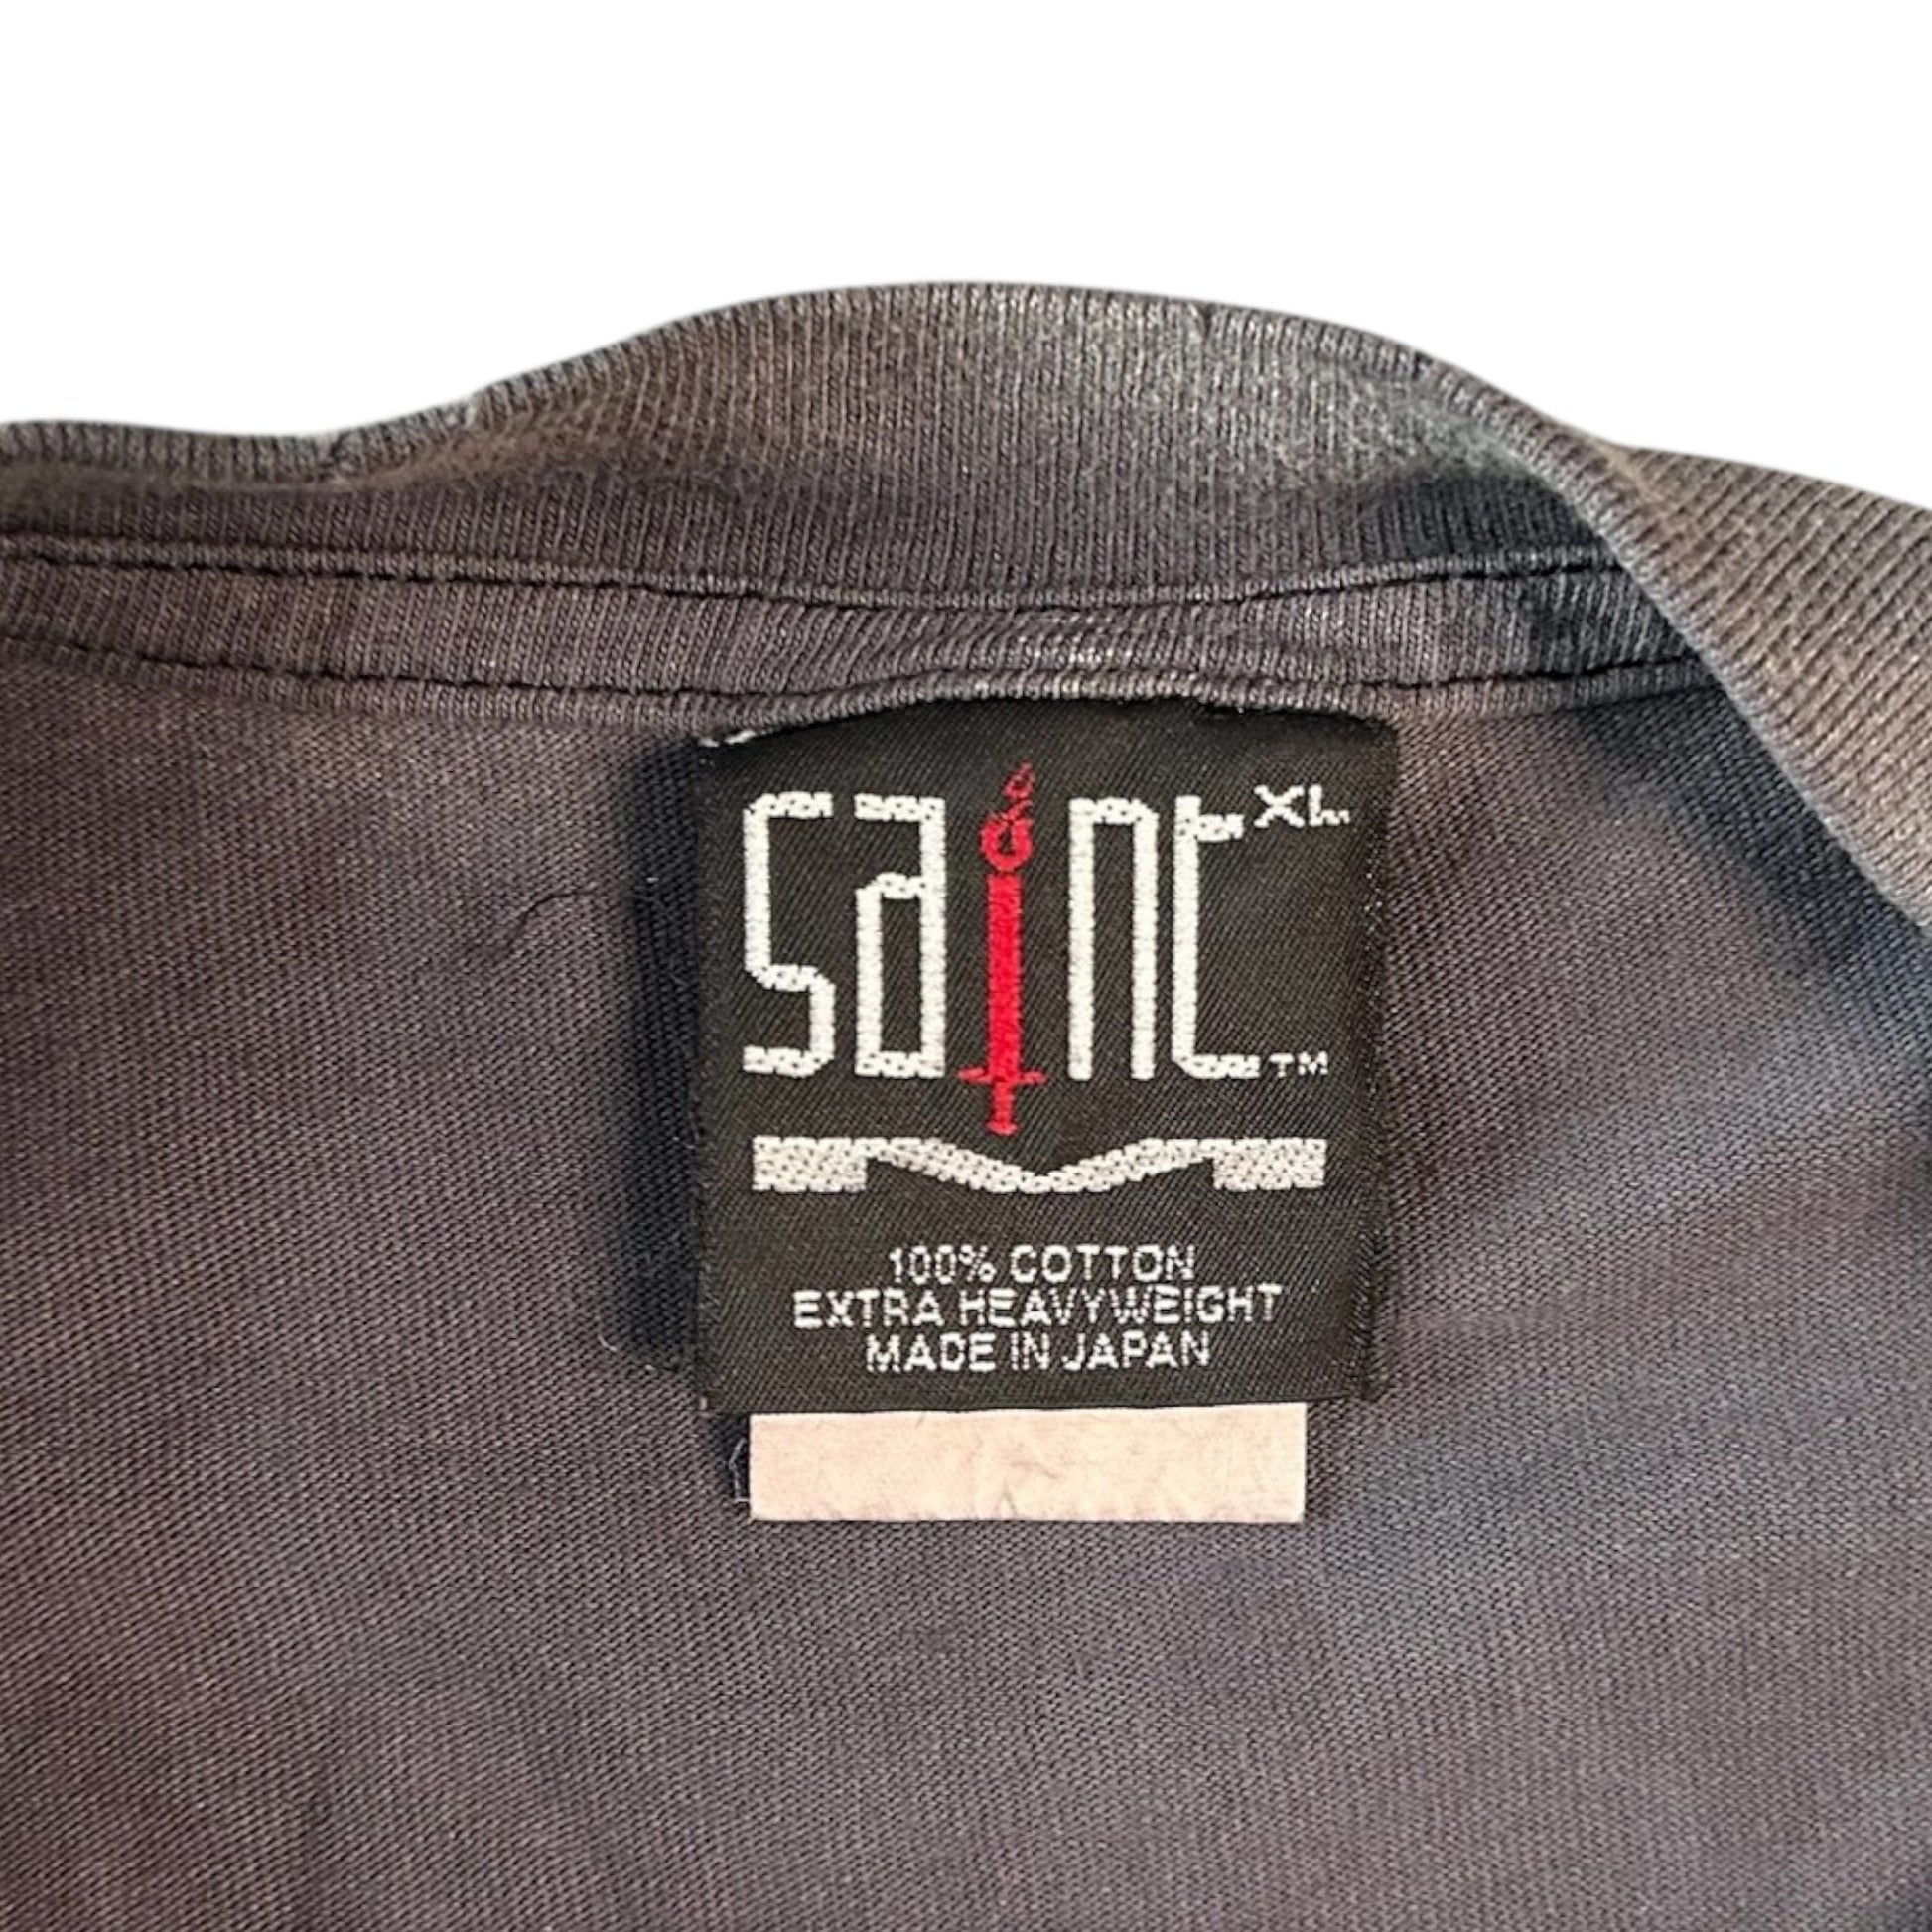 saint XL
TM
100% COTTON
EXTRA HEAVYWEIGHT
MADE IN JAPAN